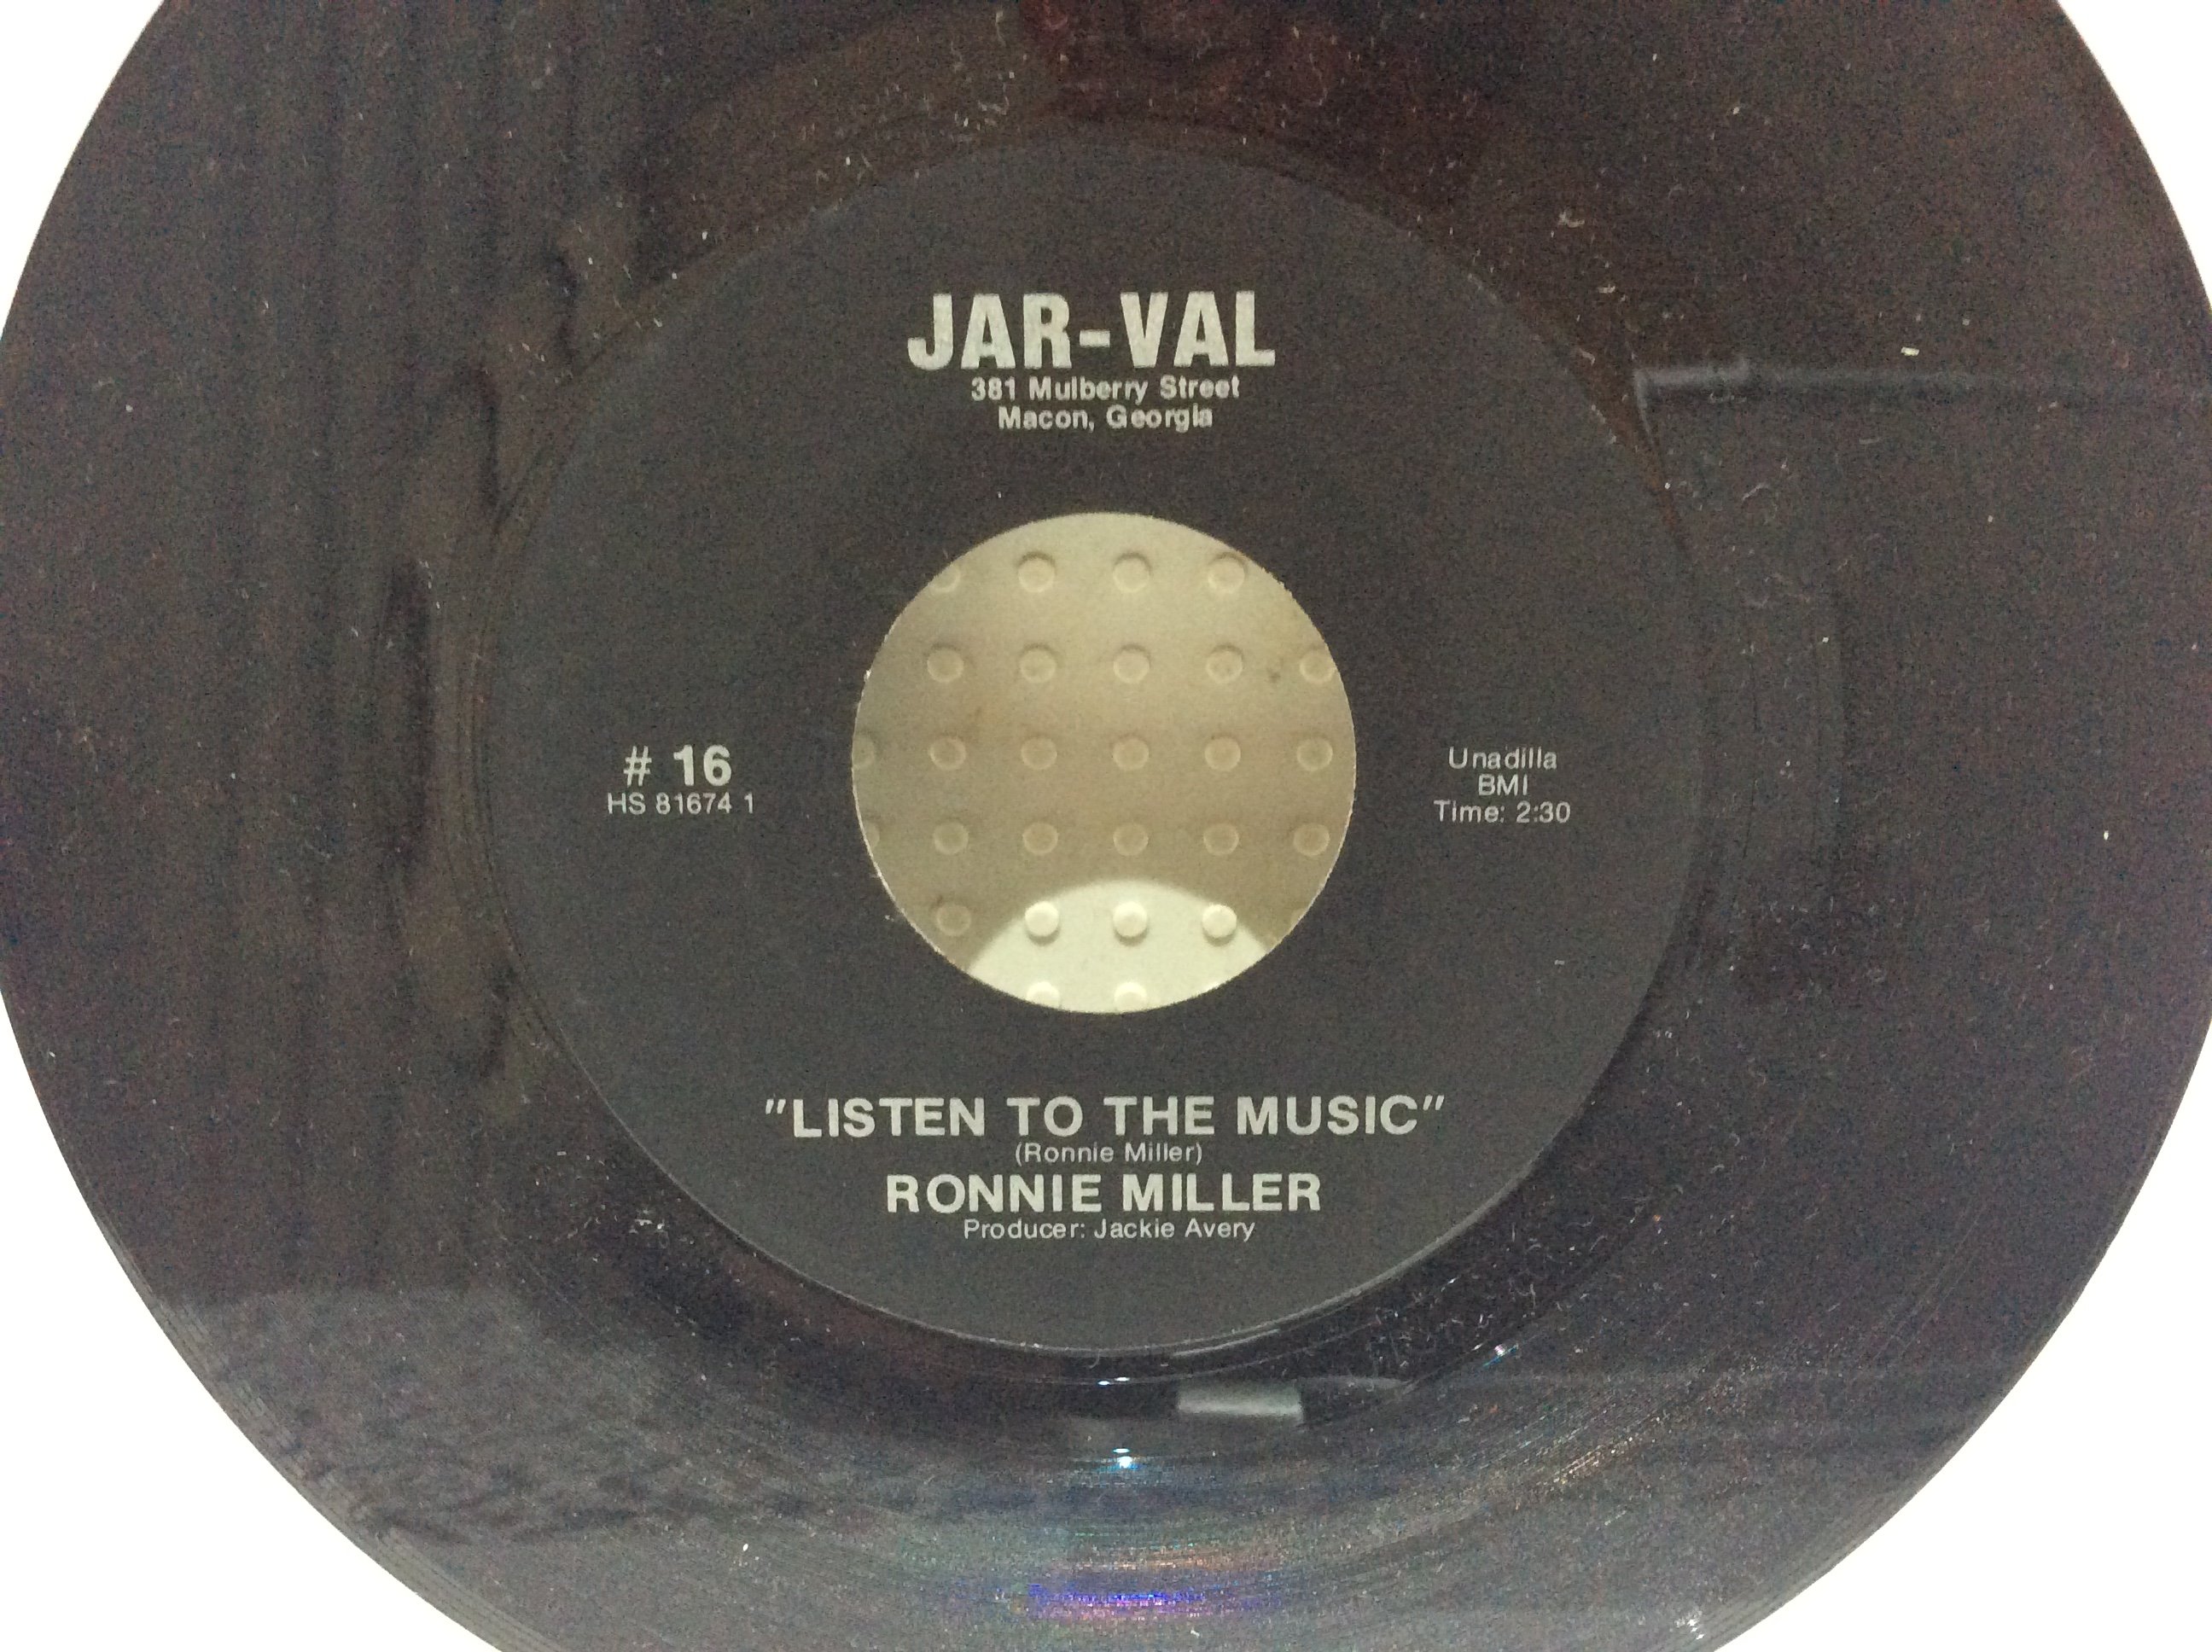 JAR-VAL
381 Mulberry Street
Macon, Georgia
# 16
HS 81674 1
Unadilla
BMI
Time: 2:30
"LISTEN TO THE MUSIC"
(Ronnie Miller)
RONNIE MILLER
Producer: Jackie Avery